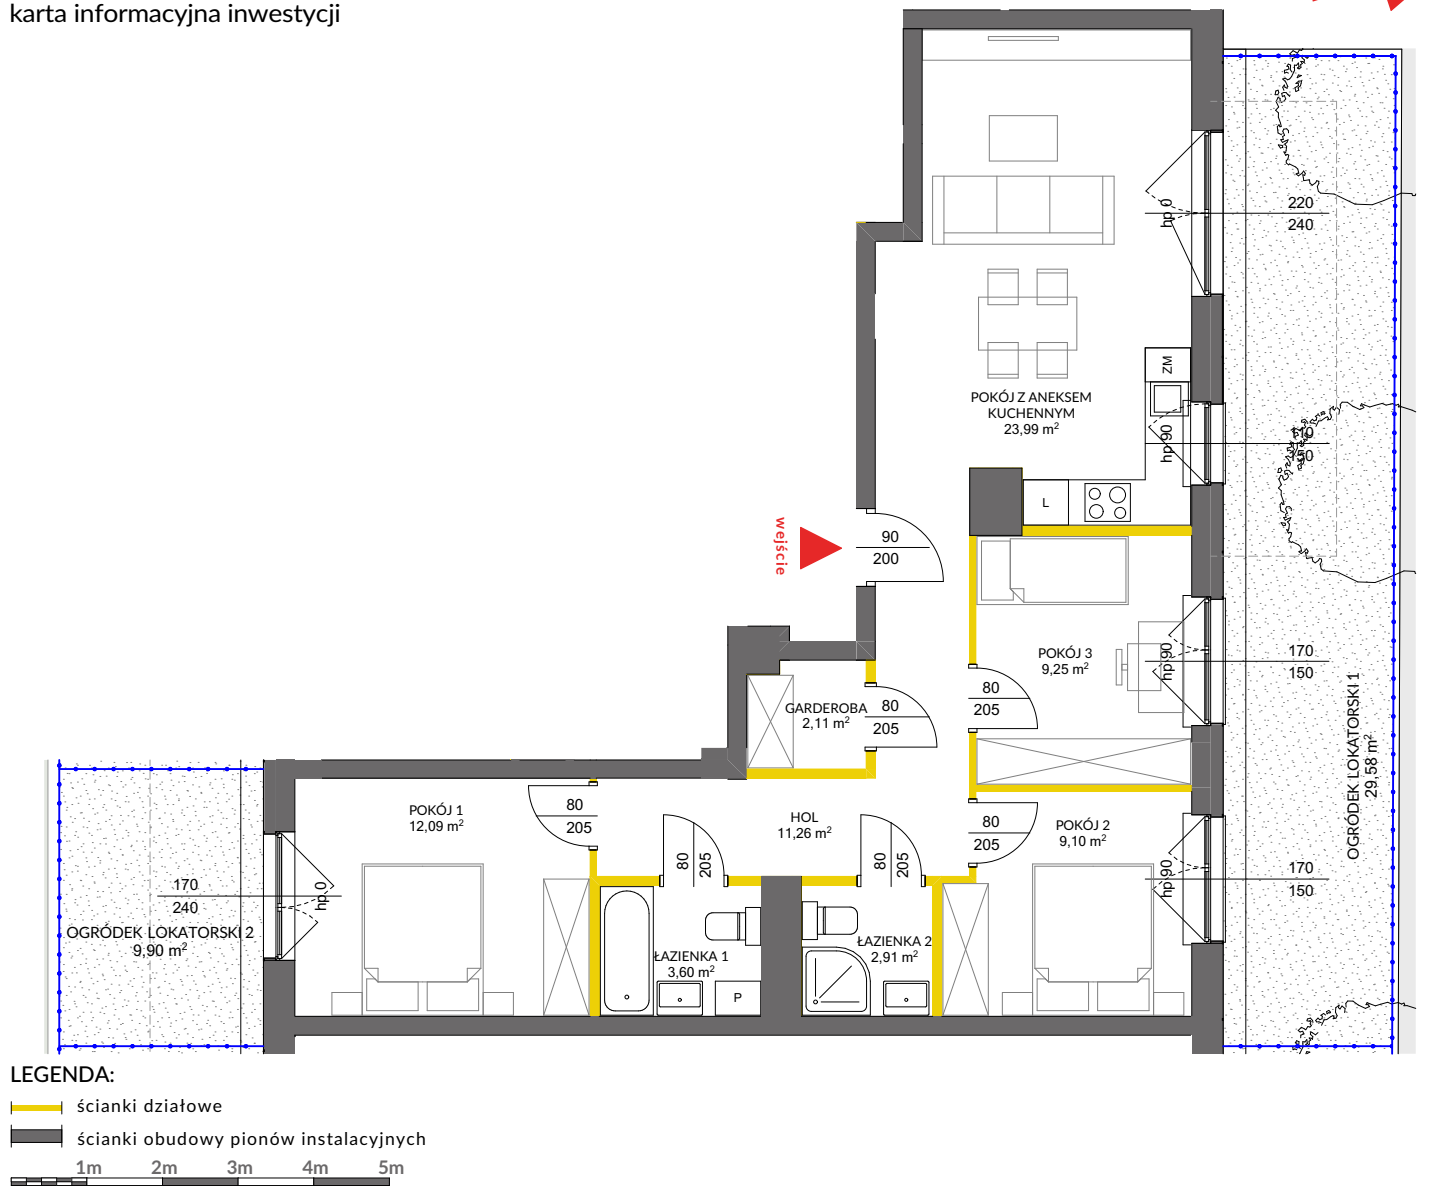 karta informacyjna inwestycji
220
240
hp 0
ZM
POKÓJ Z ANEKSEM
KUCHENNYM
23,99 m²
hp 90
L
wejście
90
200
POKÓJ 3
9,25 m²
hp 90
170
150
80
205
GARDEROBA
2,11 m²
80
205
OGRÓDEK LOKATORSKI 1
29,58 m²
POKÓJ 1
12,09 m²
80
205
HOL
11,26 m²
80
205
80
205
80
205
POKÓJ 2
9,10 m²
hp 90
170
150
170
240
hp 0
OGRÓDEK LOKATORSKI 2
9,90 m²
ŁAZIENKA 1
3,60 m²
P
ŁAZIENKA 2
2,91 m²
LEGENDA:
ścianki działowe
ścianki obudowy pionów instalacyjnych
1m 2m 3m 4m 5m